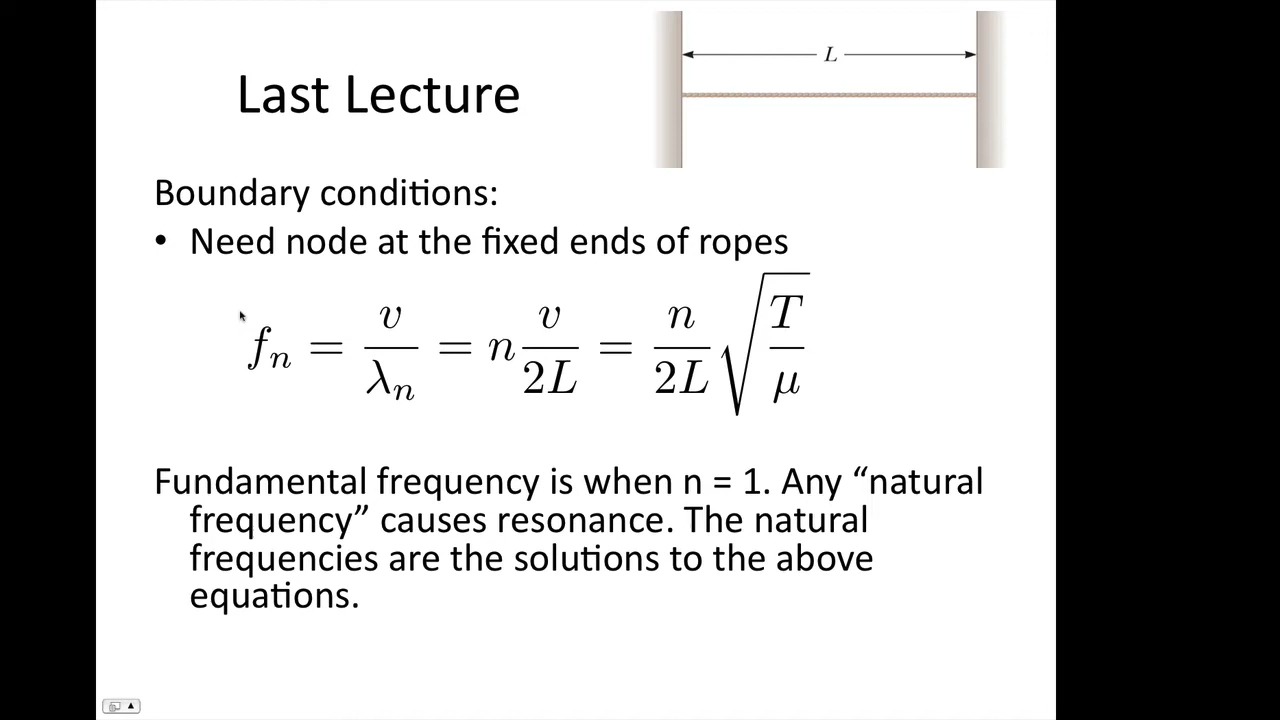 L
Last Lecture
Boundary conditions:
• Need node at the fixed ends of ropes
fₙ = v/λₙ = n v/2L = n/2L √(T/μ)
Fundamental frequency is when n = 1. Any “natural
frequency” causes resonance. The natural
frequencies are the solutions to the above
equations.